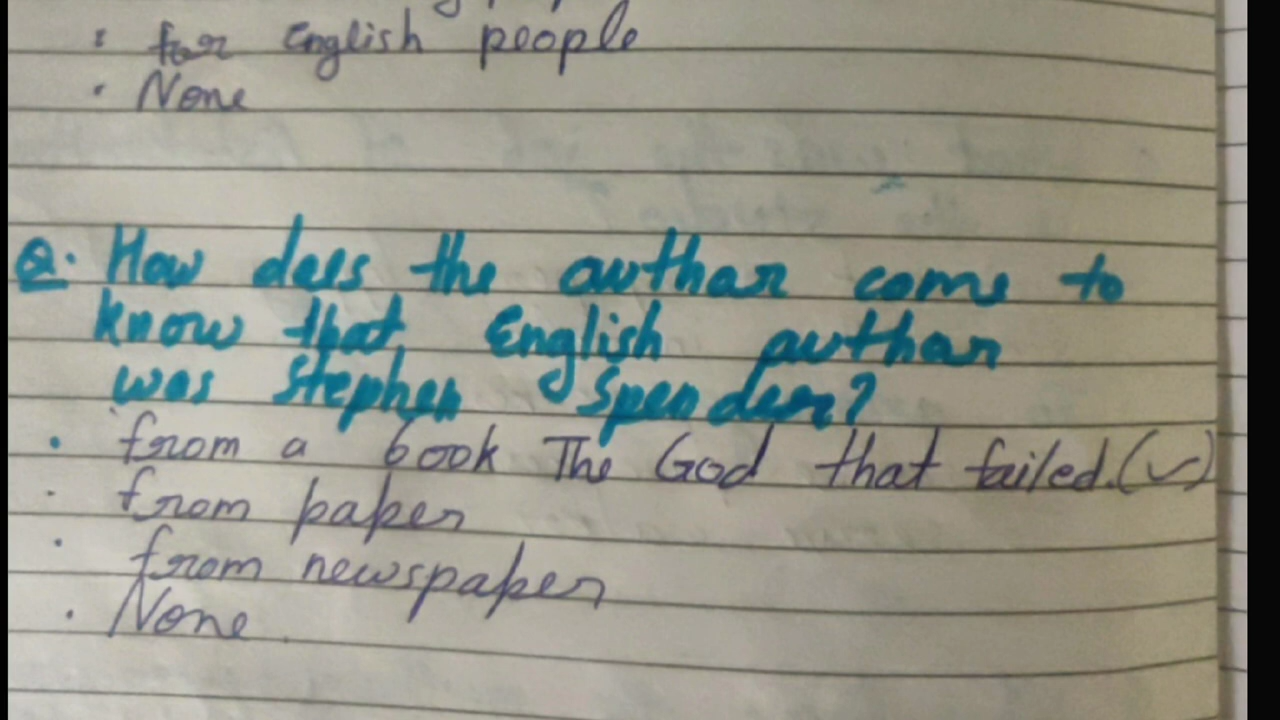 : for English people
· None
Q. How does the author come to
know that English author
was Stephen Spender?
· from a book The God that failed.(✓)
· from paper
· from newspaper
· None